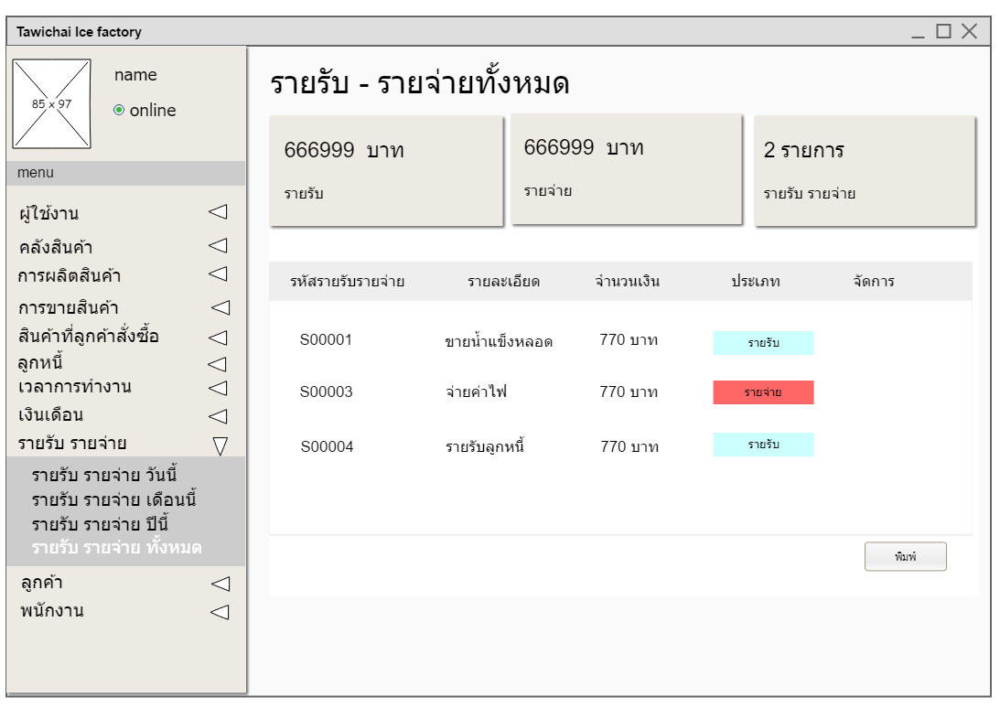 Tawichai Ice factory
85 x 97
name
online
menu
ผู้ใช้งาน
คลังสินค้า
การผลิตสินค้า
การขายสินค้า
สินค้าที่ลูกค้าสั่งซื้อ
ลูกหนี้
เวลาการทำงาน
เงินเดือน
รายรับ รายจ่าย
รายรับ รายจ่าย วันนี้
รายรับ รายจ่าย เดือนนี้
รายรับ รายจ่าย ปีนี้
รายรับ รายจ่าย ทั้งหมด
ลูกค้า
พนักงาน
รายรับ - รายจ่ายทั้งหมด
666999 บาท
รายรับ
666999 บาท
รายจ่าย
2 รายการ
รายรับ รายจ่าย
รหัสรายรับรายจ่าย รายละเอียด จำนวนเงิน ประเภท จัดการ
S00001 ขายน้ำแข็งหลอด 770 บาท รายรับ
S00003 จ่ายค่าไฟ 770 บาท รายจ่าย
S00004 รายรับลูกหนี้ 770 บาท รายรับ
พิมพ์